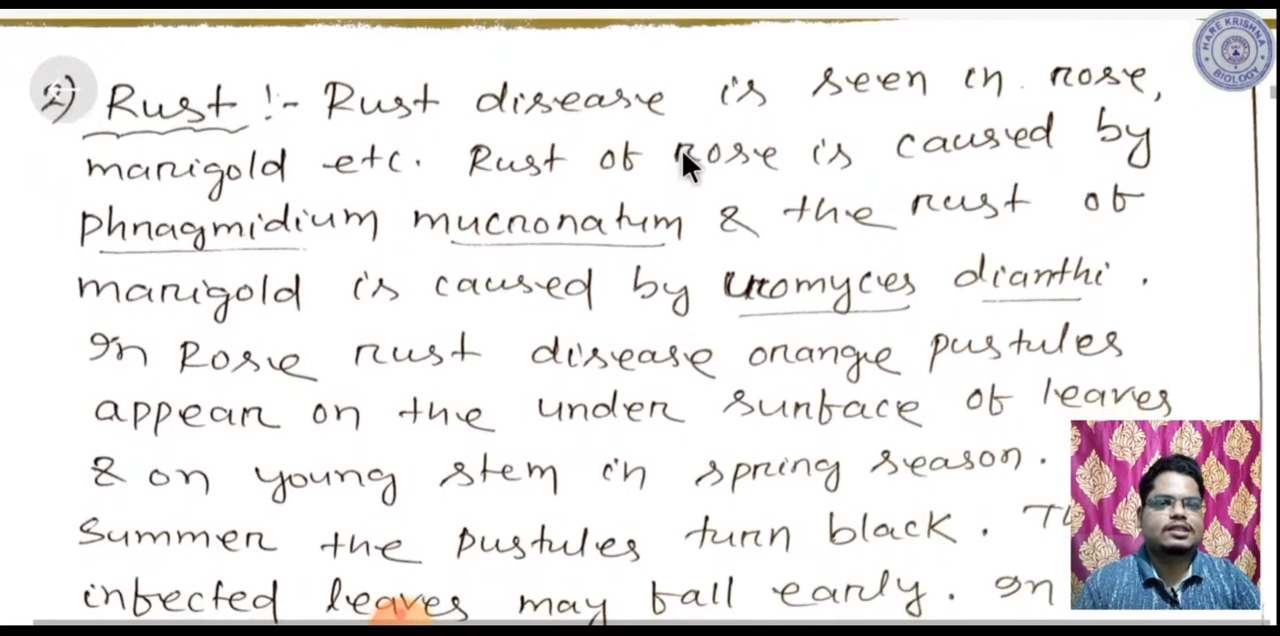 HARE KRISHNA
BIOLOGY
2) Rust :- Rust disease is seen in rose,
marigold etc. Rust of Rose is caused by
phragmidium mucronatum & the rust of
marigold is caused by uromyces dianthi.
In Rose rust disease orange pustules
appear on the under surface of leaves
& on young stem in spring season.
Summer the pustules turn black.
infected leaves may fall early. In